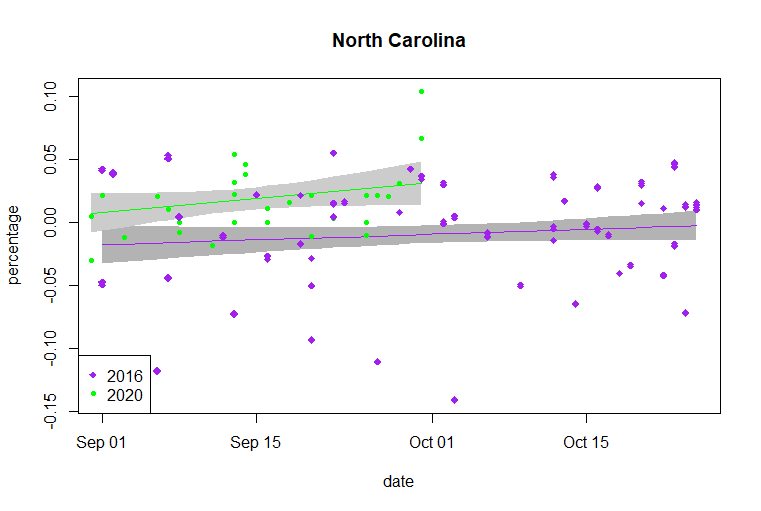 North Carolina
percentage
0.10
0.05
0.00
-0.05
-0.10
-0.15
2016
2020
Sep 01
Sep 15
Oct 01
Oct 15
date